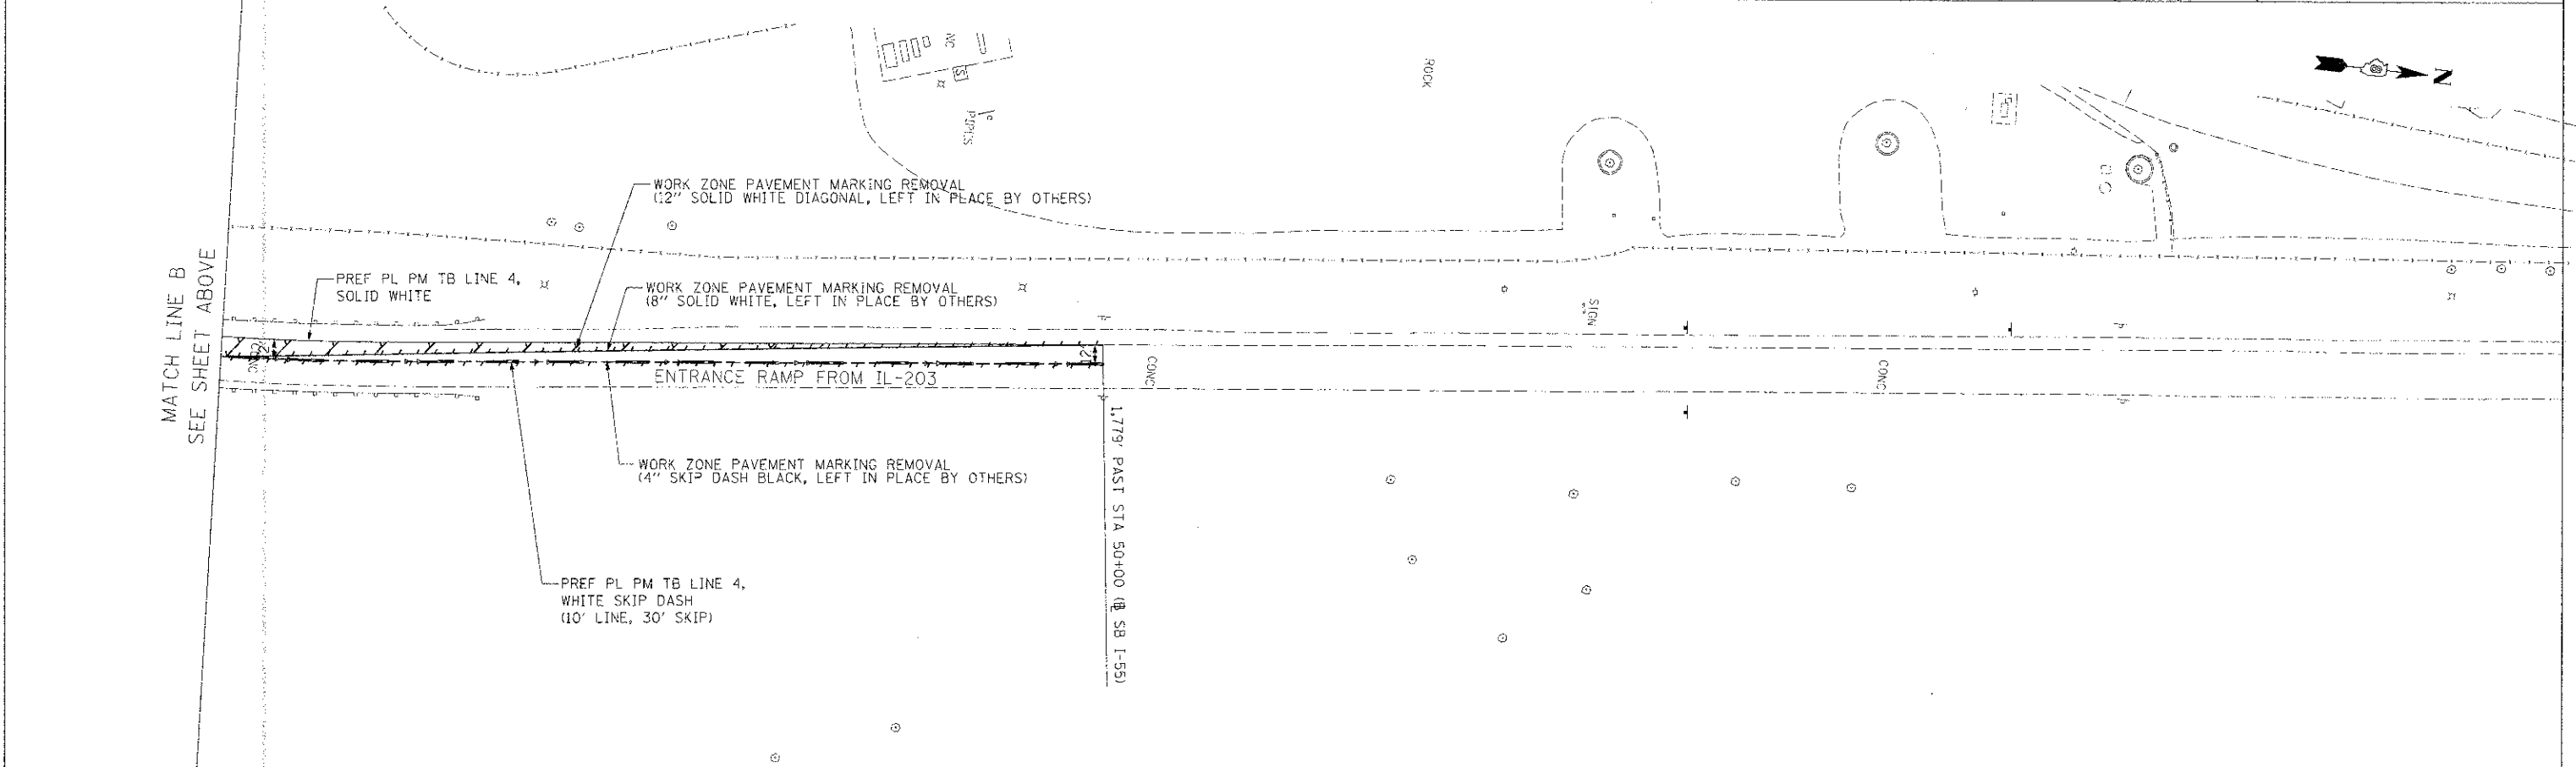 ROCK
N
PIPES
WORK ZONE PAVEMENT MARKING REMOVAL
(12" SOLID WHITE DIAGONAL, LEFT IN PLACE BY OTHERS)
MATCH LINE B
SEE SHEET ABOVE
PREF PL PM TB LINE 4,
SOLID WHITE
WORK ZONE PAVEMENT MARKING REMOVAL
(8" SOLID WHITE, LEFT IN PLACE BY OTHERS)
SIGN
CONC
12'
12'
ENTRANCE RAMP FROM IL-203
CONC
CONC
WORK ZONE PAVEMENT MARKING REMOVAL
(4" SKIP DASH BLACK, LEFT IN PLACE BY OTHERS)
1,779' PAST STA 50+00 (℄ SB I-55)
PREF PL PM TB LINE 4,
WHITE SKIP DASH
(10' LINE, 30' SKIP)